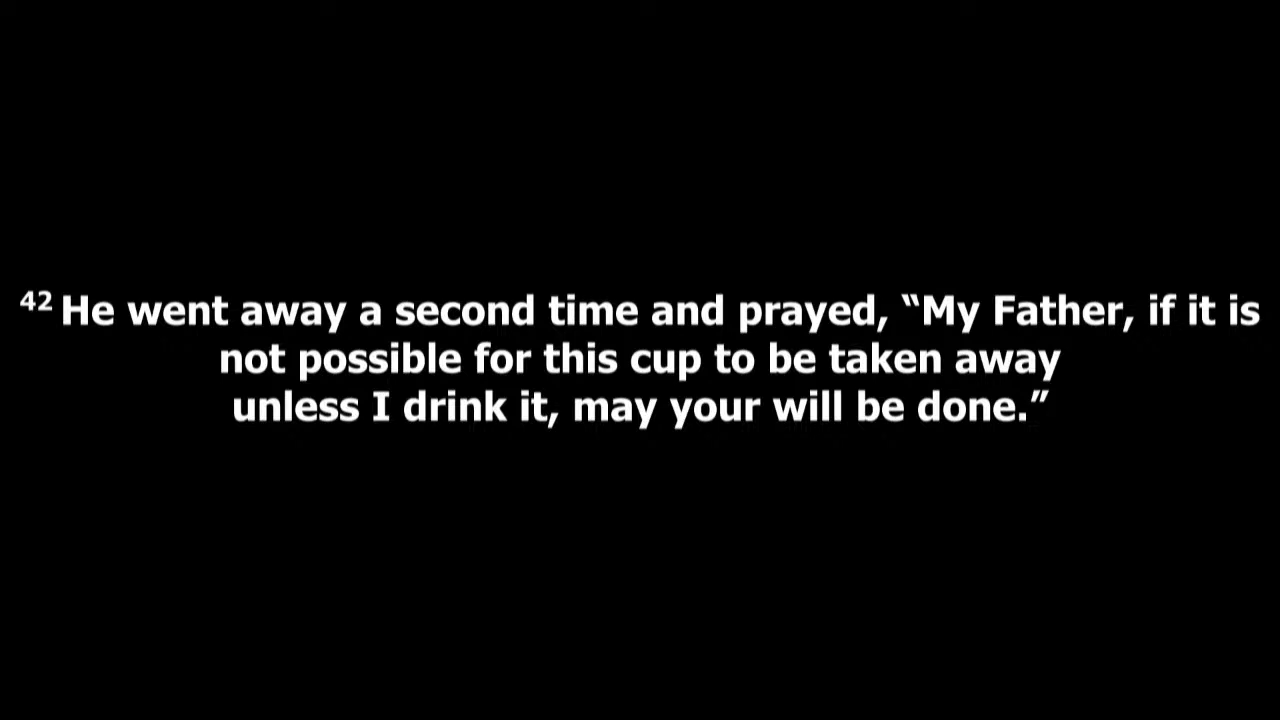 42 He went away a second time and prayed, “My Father, if it is
not possible for this cup to be taken away
unless I drink it, may your will be done.”